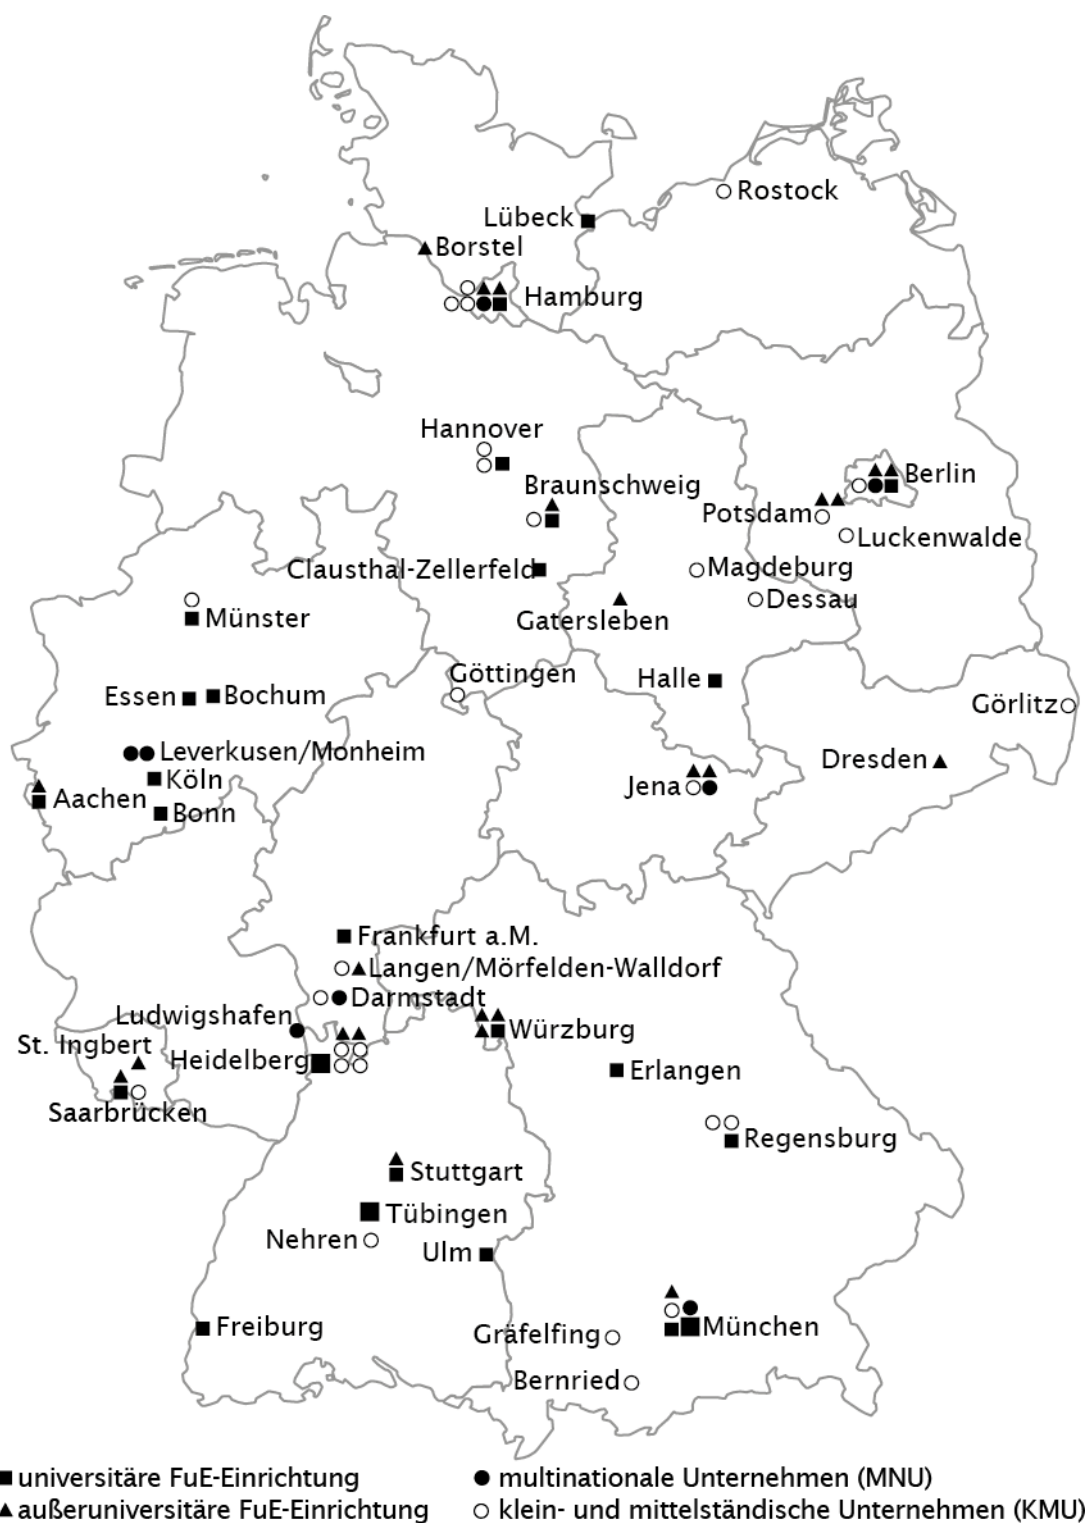 Rostock
Lübeck
Borstel
Hamburg
Hannover
Braunschweig
Berlin
Potsdam
Luckenwalde
Clausthal-Zellerfeld
Magdeburg
Dessau
Münster
Gatersleben
Göttingen
Halle
Essen
Bochum
Görlitz
Leverkusen/Monheim
Dresden
Köln
Jena
Aachen
Bonn
Frankfurt a.M.
Langen/Mörfelden-Walldorf
Darmstadt
Ludwigshafen
Würzburg
St. Ingbert
Heidelberg
Erlangen
Saarbrücken
Regensburg
Stuttgart
Tübingen
Nehren
Ulm
Freiburg
München
Gräfelfing
Bernried
universitäre FuE-Einrichtung
multinationale Unternehmen (MNU)
außeruniversitäre FuE-Einrichtung
klein- und mittelständische Unternehmen (KMU)